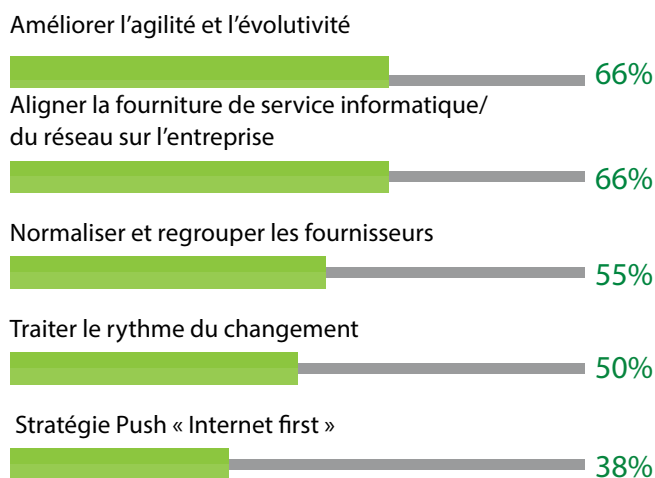 Améliorer l’agilité et l’évolutivité
66%
Aligner la fourniture de service informatique/
du réseau sur l’entreprise
66%
Normaliser et regrouper les fournisseurs
55%
Traiter le rythme du changement
50%
Stratégie Push « Internet first »
38%